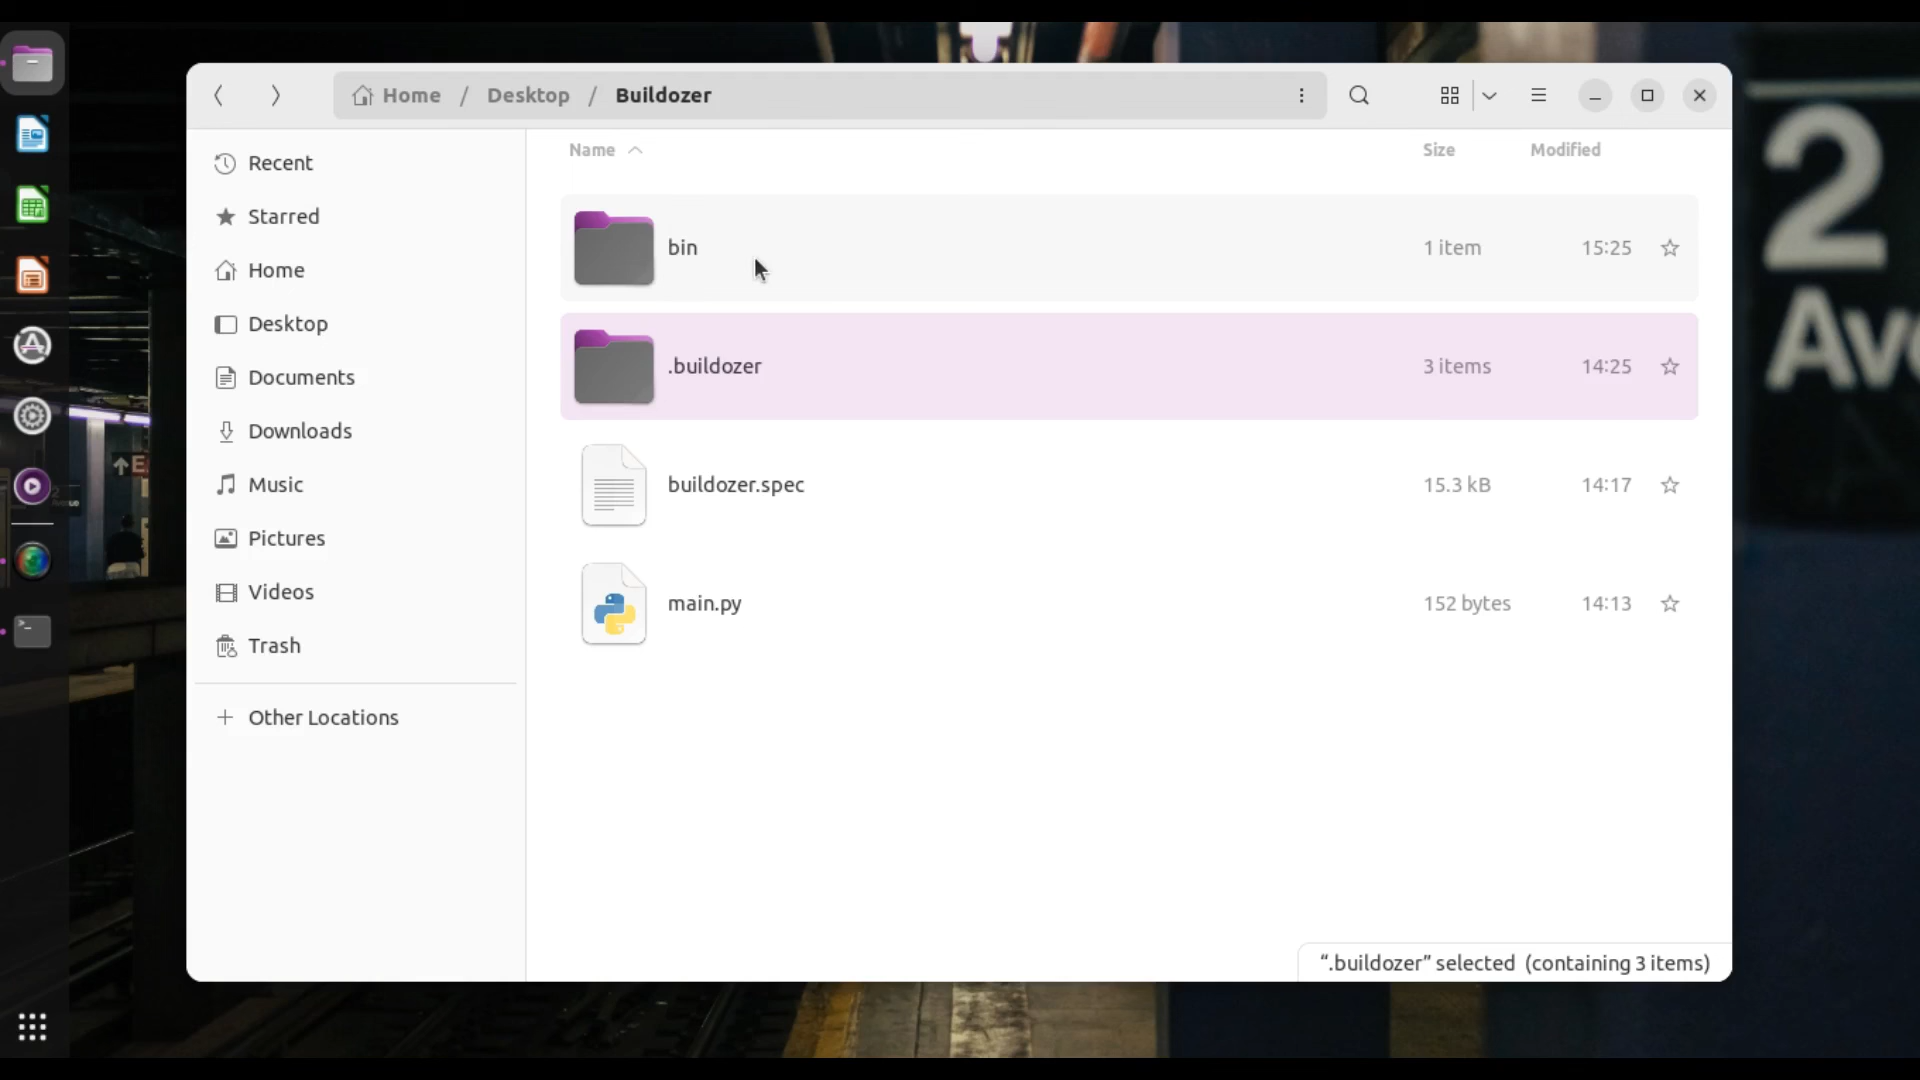 Home / Desktop / Buildozer
Recent
Starred
Home
Desktop
Documents
Downloads
Music
Pictures
Videos
Trash
+ Other Locations
Name Size Modified
bin 1 item 15:25
.buildozer 3 items 14:25
buildozer.spec 15.3 kB 14:17
main.py 152 bytes 14:13
“.buildozer” selected (containing 3 items)
2
Ave
E